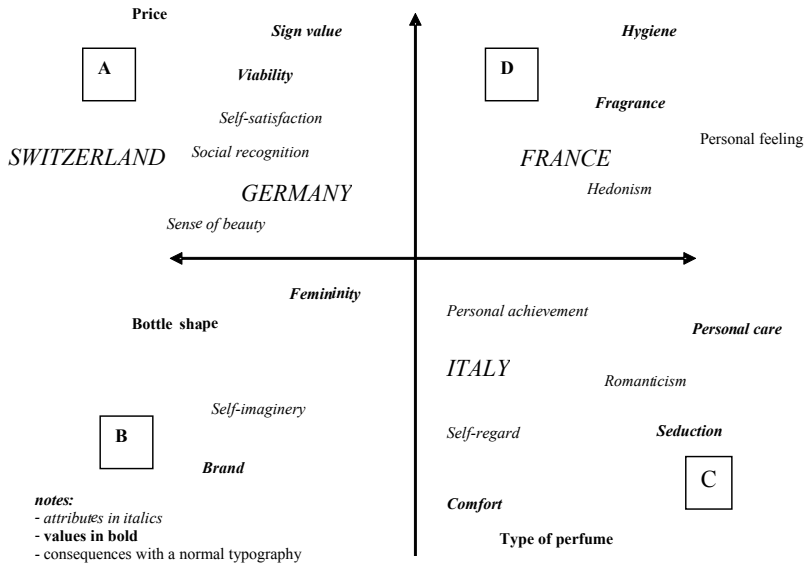 Price
Sign value
Hygiene
A
D
Viability
Fragrance
Self-satisfaction
Personal feeling
SWITZERLAND
Social recognition
FRANCE
GERMANY
Hedonism
Sense of beauty
Femininity
Personal achievement
Bottle shape
Personal care
ITALY
Romanticism
Self-imaginery
B
Self-regard
Seduction
Brand
C
notes:
Comfort
- attributes in italics
- values in bold
Type of perfume
- consequences with a normal typography